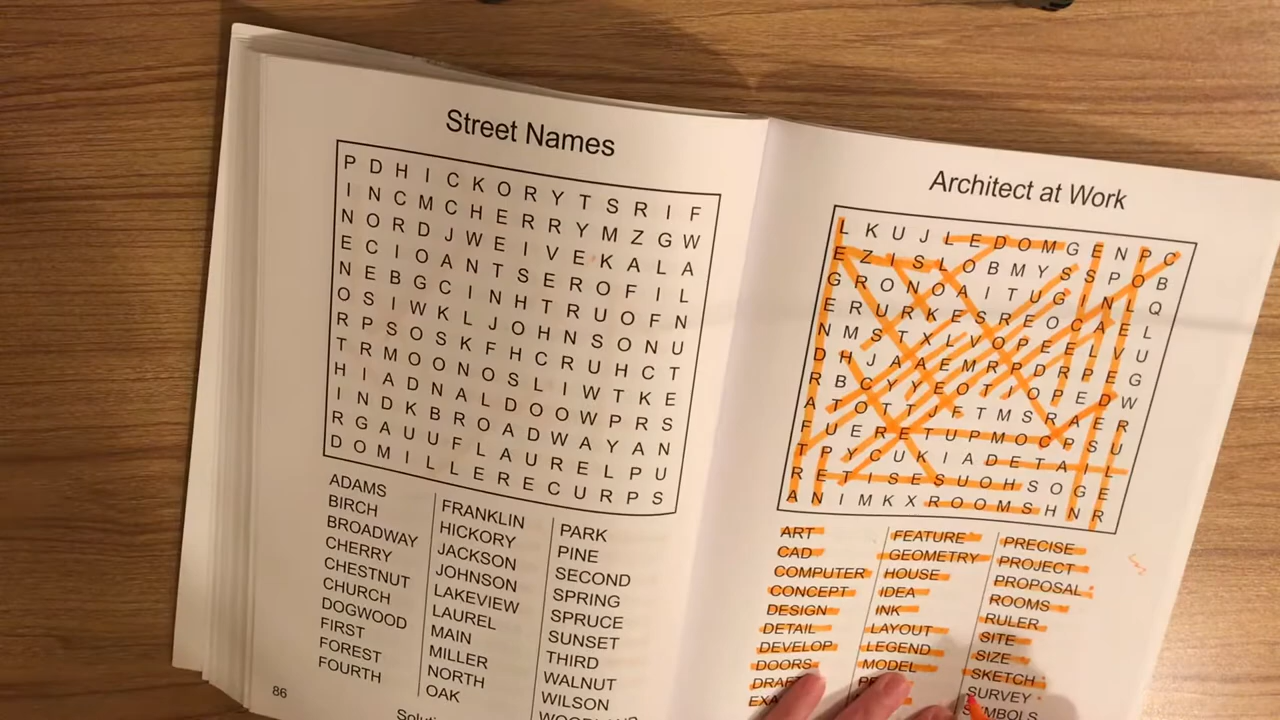 Street Names
P D H I C K O R Y T S R I F
I N C M C H E R R Y M Z G W
N O R D J W E I V E K A L A
E C I O A N T S E R O F I L
N E B G C I N H T R U O F N
O S I W K L J O H N S O N U
R P S O S K F H C R U H C T
T R M O O N O S L I W T K E
H I A D N A L D O O W P R S
I N D K B R O A D W A Y A N
R G A U U F L A U R E L P U
D O M I L L E R E C U R P S
ADAMS
BIRCH
BROADWAY
CHERRY
CHESTNUT
CHURCH
DOGWOOD
FIRST
FOREST
FOURTH
FRANKLIN
HICKORY
JACKSON
JOHNSON
LAKEVIEW
LAUREL
MAIN
MILLER
NORTH
OAK
PARK
PINE
SECOND
SPRING
SPRUCE
SUNSET
THIRD
WALNUT
WILSON
86
Architect at Work
L K U J L E D O M G E N P C
E Z I S L O B M Y S S P O B
G R O N O A I T U G I N L Q
E R U R K E S R E O C A E L
N M S T X L V O P E E L V U
D H J A A E M R P D R P E G
R B C Y Y E O T I O P E D W
A T O T T J F T M S R A E R
F U E R E T U P M O C P S U
T P Y C U K I A D E T A I L
R E T I S E S U O H S O G E
A N I M K X R O O M S H N R
ART
CAD
COMPUTER
CONCEPT
DESIGN
DETAIL
DEVELOP
DOORS
FEATURE
GEOMETRY
HOUSE
IDEA
INK
LAYOUT
LEGEND
MODEL
PRECISE
PROJECT
PROPOSAL
ROOMS
RULER
SITE
SIZE
SKETCH
SURVEY
SYMBOLS